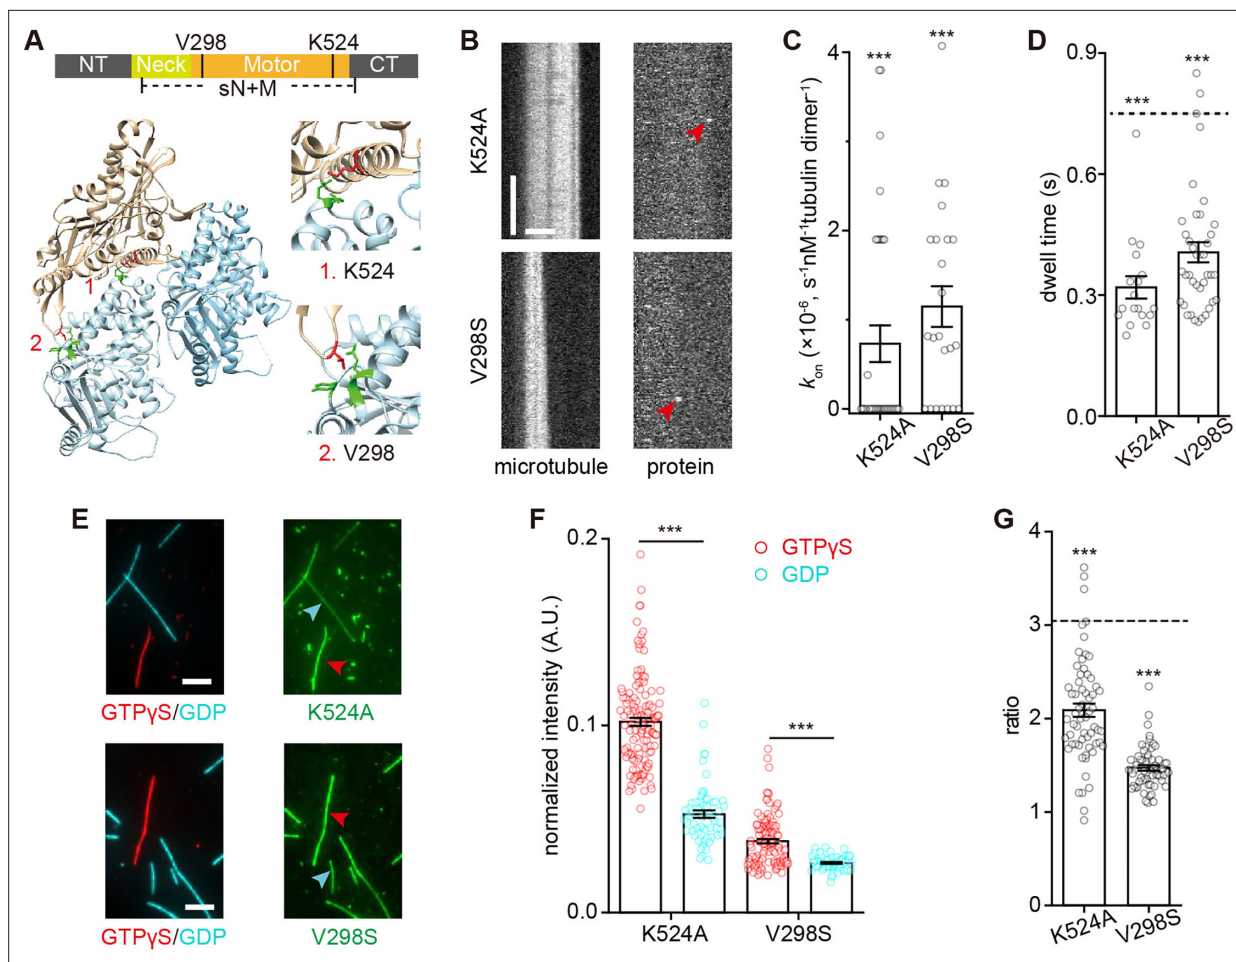 A
V298
K524
NT
Neck
Motor
CT
sN+M
1
2
1. K524
2. V298
B
K524A
V298S
microtubule
protein
C
kon (×10-6, s-1nM-1tubulin dimer-1)
4
2
0
***
***
K524A
V298S
D
dwell time (s)
0.9
0.6
0.3
0.0
***
***
K524A
V298S
E
GTPγS/GDP
K524A
GTPγS/GDP
V298S
F
normalized intensity (A.U.)
0.2
0.1
0.0
***
***
GTPγS
GDP
K524A
V298S
G
ratio
4
3
2
1
0
***
***
K524A
V298S